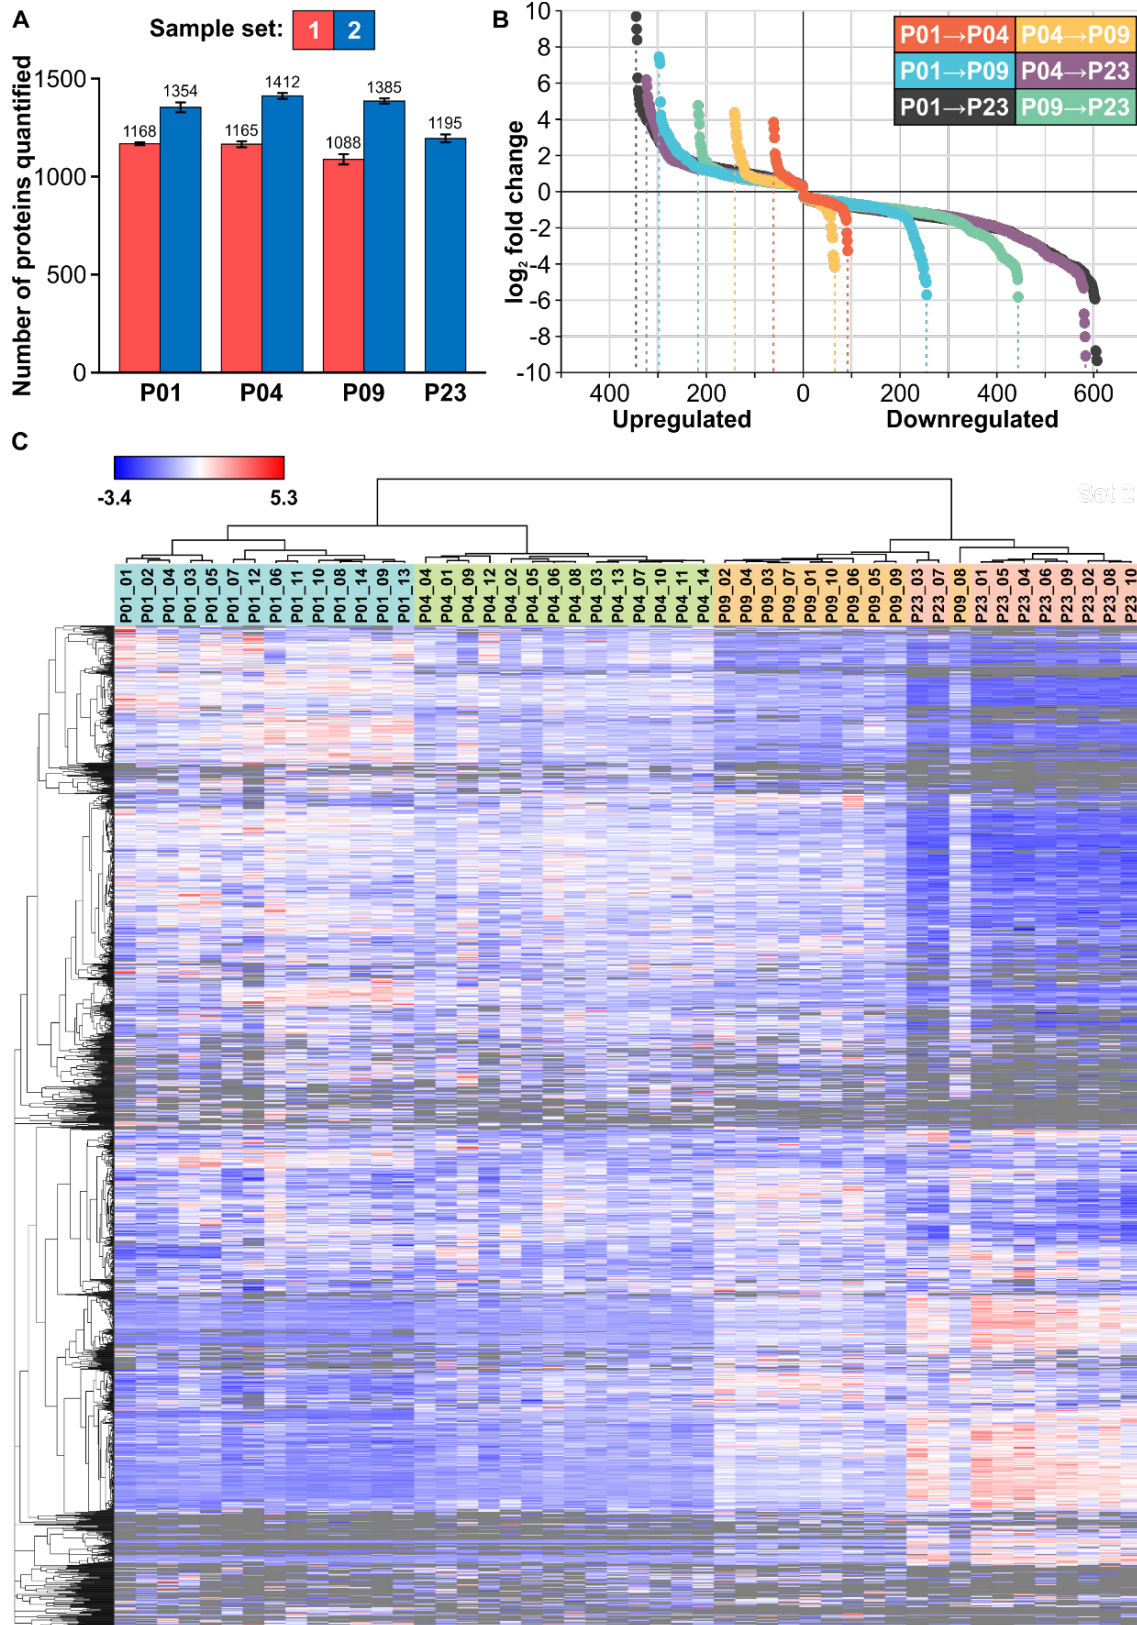 A
Sample set: 1 2
Number of proteins quantified
1500
1000
500
0
1168
1354
1165
1412
1088
1385
1195
P01 P04 P09 P23
B
log2 fold change
10
8
6
4
2
0
-2
-4
-6
-8
-10
P01→P04 P04→P09
P01→P09 P04→P23
P01→P23 P09→P23
400 200 0 200 400 600
Upregulated Downregulated
C
-3.4 5.3
Set 2
P01_01
P01_02
P01_04
P01_03
P01_05
P01_07
P01_12
P01_06
P01_11
P01_10
P01_08
P01_14
P01_09
P01_13
P04_04
P04_01
P04_09
P04_12
P04_02
P04_05
P04_06
P04_08
P04_03
P04_13
P04_07
P04_10
P04_11
P04_14
P09_02
P09_04
P09_03
P09_07
P09_01
P09_10
P09_06
P09_05
P09_09
P23_03
P23_07
P09_08
P23_01
P23_05
P23_04
P23_06
P23_09
P23_02
P23_08
P23_10